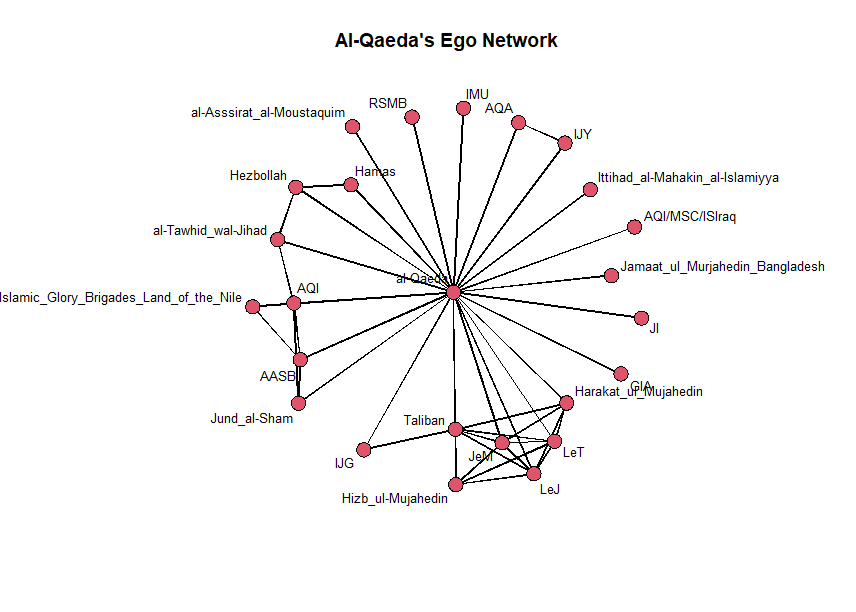 Al-Qaeda's Ego Network
IMU
RSMB
AQA
al-Asssirat_al-Moustaquim
IJY
Hamas
Hezbollah
Ittihad_al-Mahakin_al-Islamiyya
AQI/MSC/ISIraq
al-Tawhid_wal-Jihad
Jamaat_ul_Murjahedin_Bangladesh
al-Qaeda
AQI
Islamic_Glory_Brigades_Land_of_the_Nile
JI
AASB
GIA
Harakat_ul_Mujahedin
Jund_al-Sham
Taliban
LeT
JeM
IJG
LeJ
Hizb_ul-Mujahedin